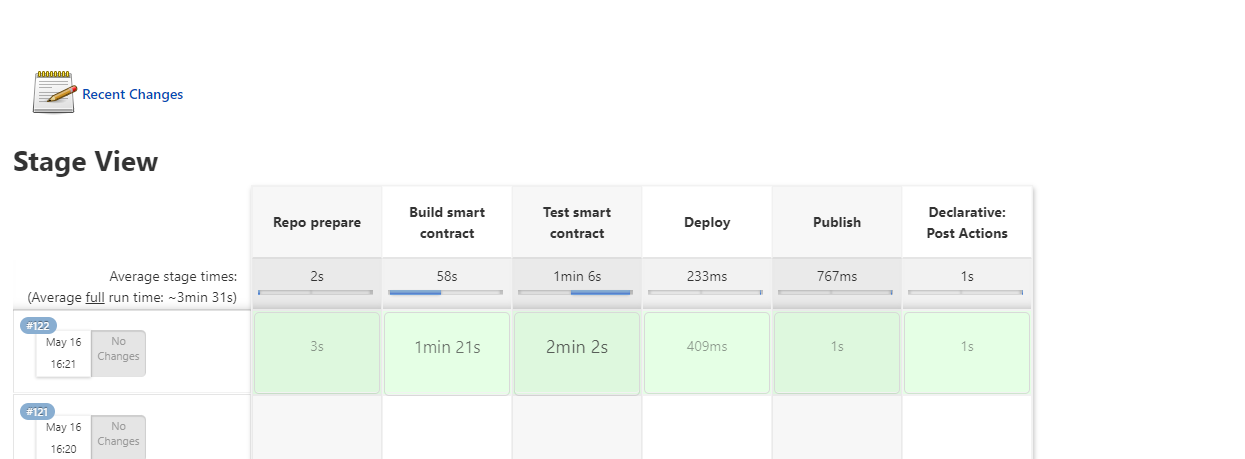 Recent Changes
Stage View
Repo prepare
Build smart
contract
Test smart
contract
Deploy
Publish
Declarative:
Post Actions
Average stage times:
(Average full run time: ~3min 31s)
2s
58s
1min 6s
233ms
767ms
1s
#122
May 16
16:21
No
Changes
3s
1min 21s
2min 2s
409ms
1s
1s
#121
May 16
16:20
No
Changes